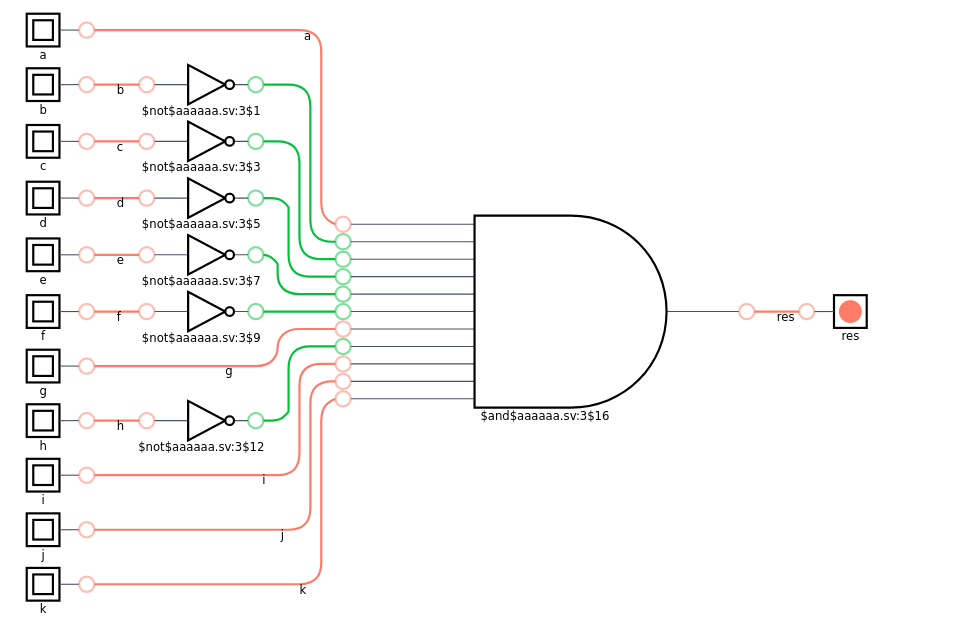 a
a
b
b
$not$aaaaaa.sv:3$1
c
c
$not$aaaaaa.sv:3$3
d
d
$not$aaaaaa.sv:3$5
e
e
$not$aaaaaa.sv:3$7
f
f
$not$aaaaaa.sv:3$9
res
res
g
g
$and$aaaaaa.sv:3$16
h
h
$not$aaaaaa.sv:3$12
i
i
j
j
k
k